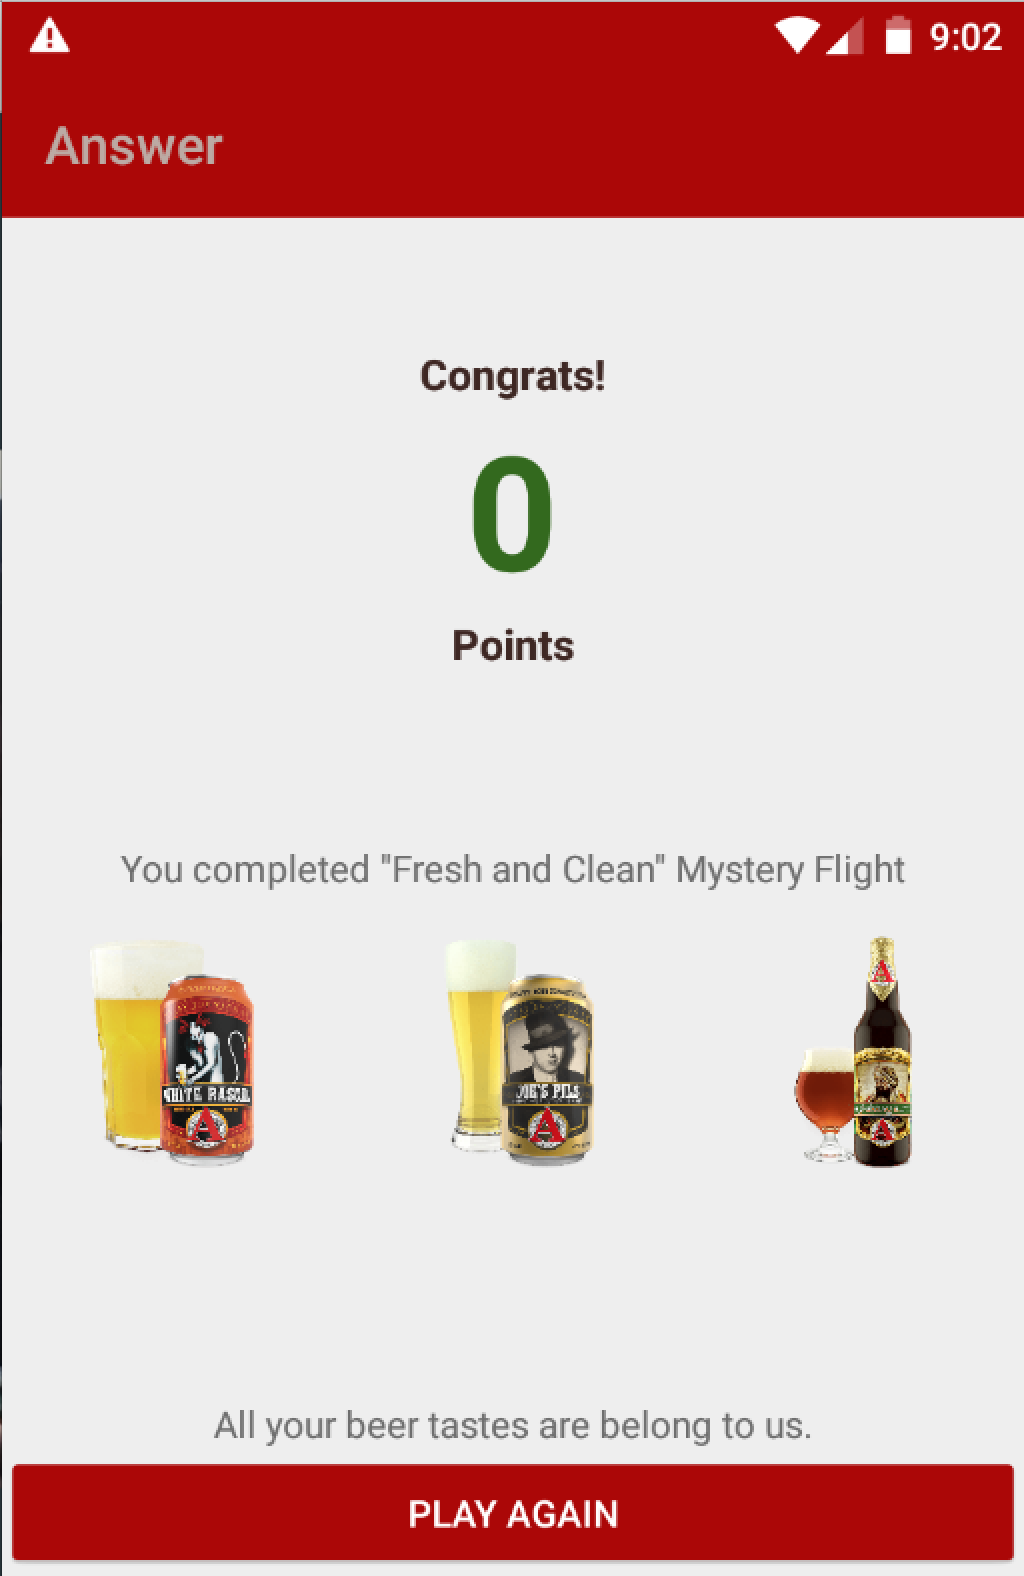 9:02
Answer
Congrats!
0
Points
You completed "Fresh and Clean" Mystery Flight
WHITE RASCAL
JOE'S PILS
A
A
A
A
All your beer tastes are belong to us.
PLAY AGAIN